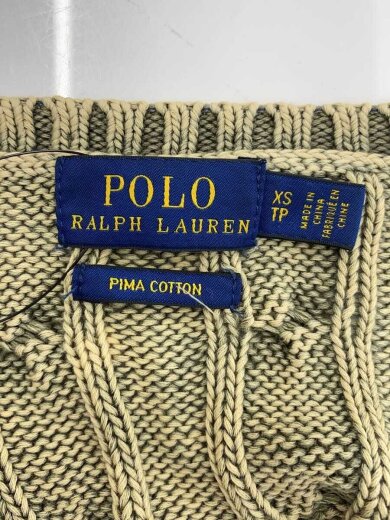 POLO
RALPH LAUREN
XS
TP
MADE IN
CHINA
FABRIQUÉ EN
CHINE
PIMA COTTON